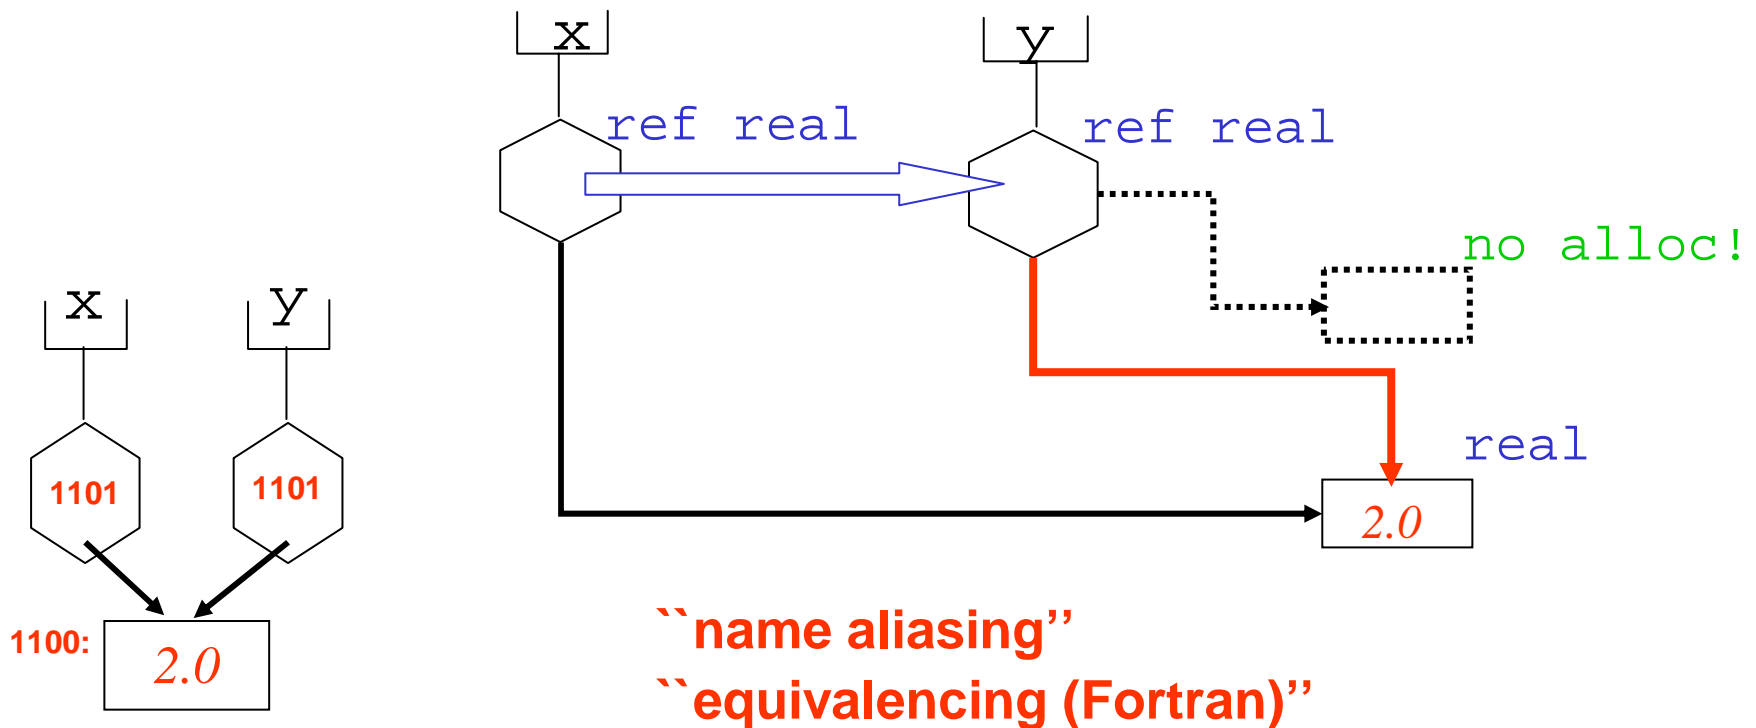 x
y
ref real
ref real
no alloc!
x
y
real
1101
1101
2.0
``name aliasing’’
1100:
2.0
``equivalencing (Fortran)’’